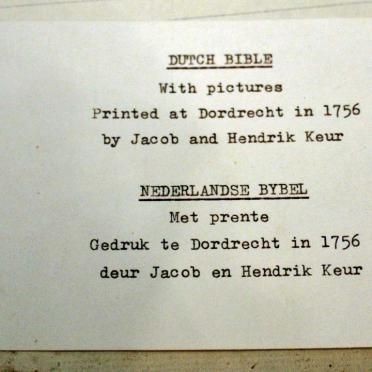 DUTCH BIBLE
With pictures
Printed at Dordrecht in 1756
by Jacob and Hendrik Keur
NEDERLANDSE BYBEL
Met prente
Gedruk te Dordrecht in 1756
deur Jacob en Hendrik Keur